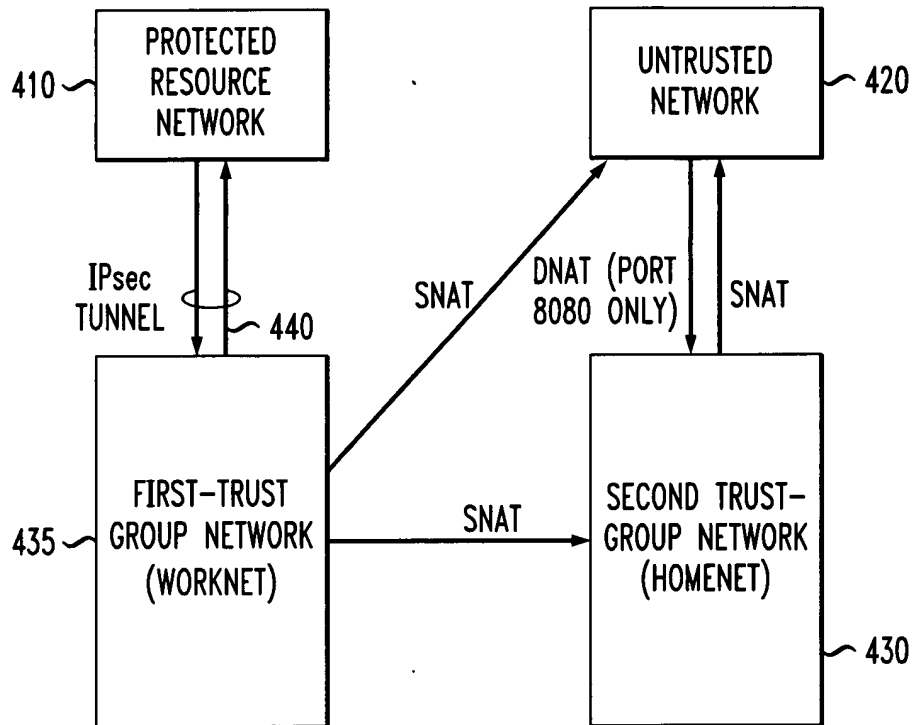 PROTECTED
RESOURCE
NETWORK
410
UNTRUSTED
NETWORK
420
IPsec
TUNNEL
440
SNAT
DNAT (PORT
8080 ONLY)
SNAT
FIRST-TRUST
GROUP NETWORK
(WORKNET)
435
SNAT
SECOND TRUST-
GROUP NETWORK
(HOMENET)
430